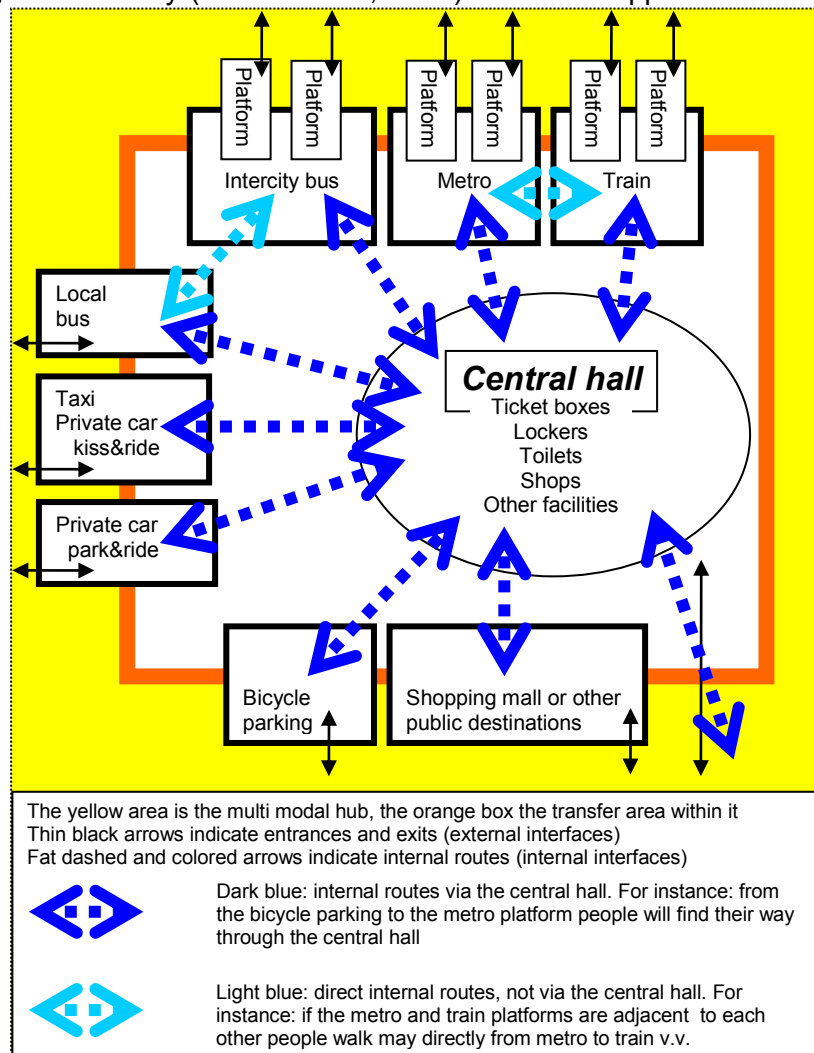 Platform
Platform
Platform
Platform
Platform
Platform
Intercity bus
Metro
Train
Local
bus
Taxi
Private car
kiss&ride
Private car
park&ride
Central hall
Ticket boxes
Lockers
Toilets
Shops
Other facilities
Bicycle
parking
Shopping mall or other
public destinations
The yellow area is the multi modal hub, the orange box the transfer area within it
Thin black arrows indicate entrances and exits (external interfaces)
Fat dashed and colored arrows indicate internal routes (internal interfaces)
Dark blue: internal routes via the central hall. For instance: from
the bicycle parking to the metro platform people will find their way
through the central hall
Light blue: direct internal routes, not via the central hall. For
instance: if the metro and train platforms are adjacent to each
other people walk may directly from metro to train v.v.